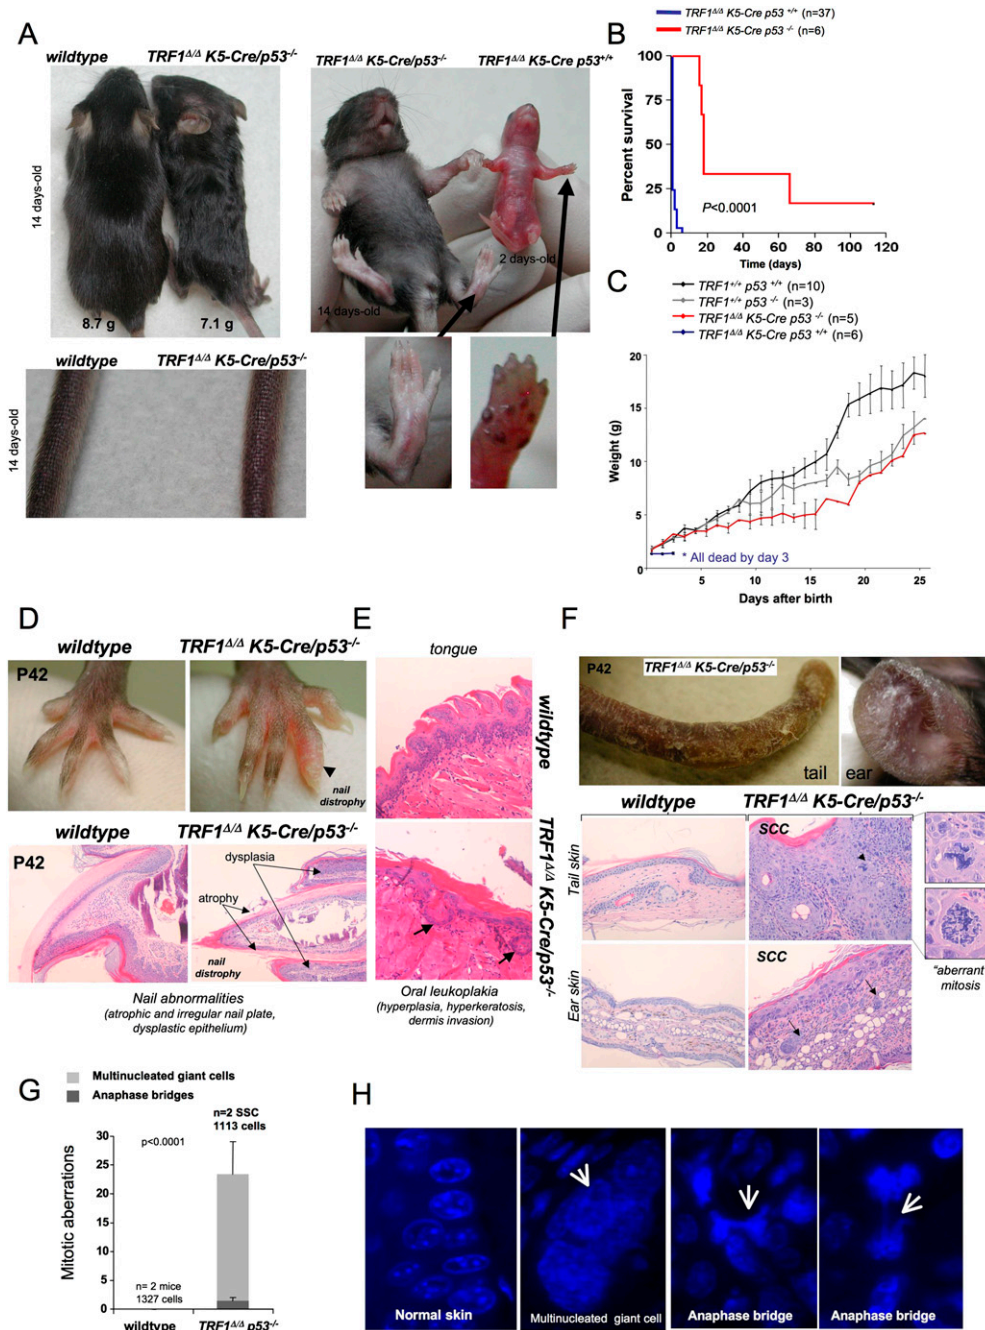 A
wildtype TRF1Δ/Δ K5-Cre/p53-/-
14 days-old
8.7 g 7.1 g
TRF1Δ/Δ K5-Cre/p53-/- TRF1Δ/Δ K5-Cre p53+/+
14 days-old
2 days-old
wildtype TRF1Δ/Δ K5-Cre/p53-/-
14 days-old
B
TRF1Δ/Δ K5-Cre p53 +/+ (n=37)
TRF1Δ/Δ K5-Cre p53 -/- (n=6)
Percent survival
100
75
50
25
0
P<0.0001
0 20 40 60 80 100 120
Time (days)
C
TRF1+/+ p53 +/+ (n=10)
TRF1+/+ p53 -/- (n=3)
TRF1Δ/Δ K5-Cre p53 -/- (n=5)
TRF1Δ/Δ K5-Cre p53 +/+ (n=6)
Weight (g)
20
15
10
5
0
* All dead by day 3
5 10 15 20 25
Days after birth
D
wildtype TRF1Δ/Δ K5-Cre/p53-/-
P42
nail
distrophy
wildtype TRF1Δ/Δ K5-Cre/p53-/-
P42
dysplasia
atrophy
nail
distrophy
Nail abnormalities
(atrophic and irregular nail plate,
dysplastic epithelium)
E
tongue
wildtype
TRF1Δ/Δ K5-Cre/p53-/-
Oral leukoplakia
(hyperplasia, hyperkeratosis,
dermis invasion)
F
P42 TRF1Δ/Δ K5-Cre/p53-/-
tail ear
wildtype TRF1Δ/Δ K5-Cre/p53-/-
Tail skin
SCC
Ear skin
SCC
"aberrant
mitosis
G
Multinucleated giant cells
Anaphase bridges
n=2 SSC
1113 cells
p<0.0001
Mitotic aberrations
30
25
20
15
10
5
0
n= 2 mice
1327 cells
wildtype TRF1Δ/Δ p53-/-
H
Normal skin
Multinucleated giant cell
Anaphase bridge
Anaphase bridge